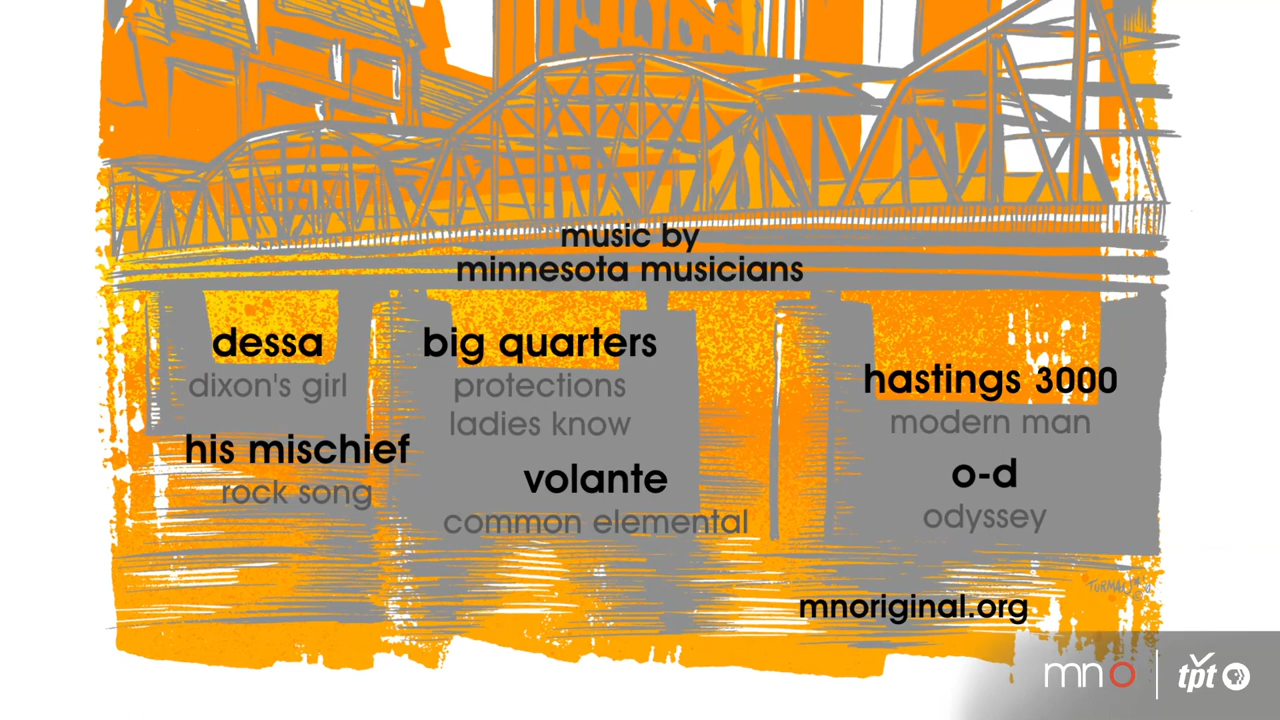 music by
minnesota musicians
dessa
dixon's girl
his mischief
rock song
big quarters
protections
ladies know
volante
common elemental
hastings 3000
modern man
o-d
odyssey
mnoriginal.org
mno
tpt